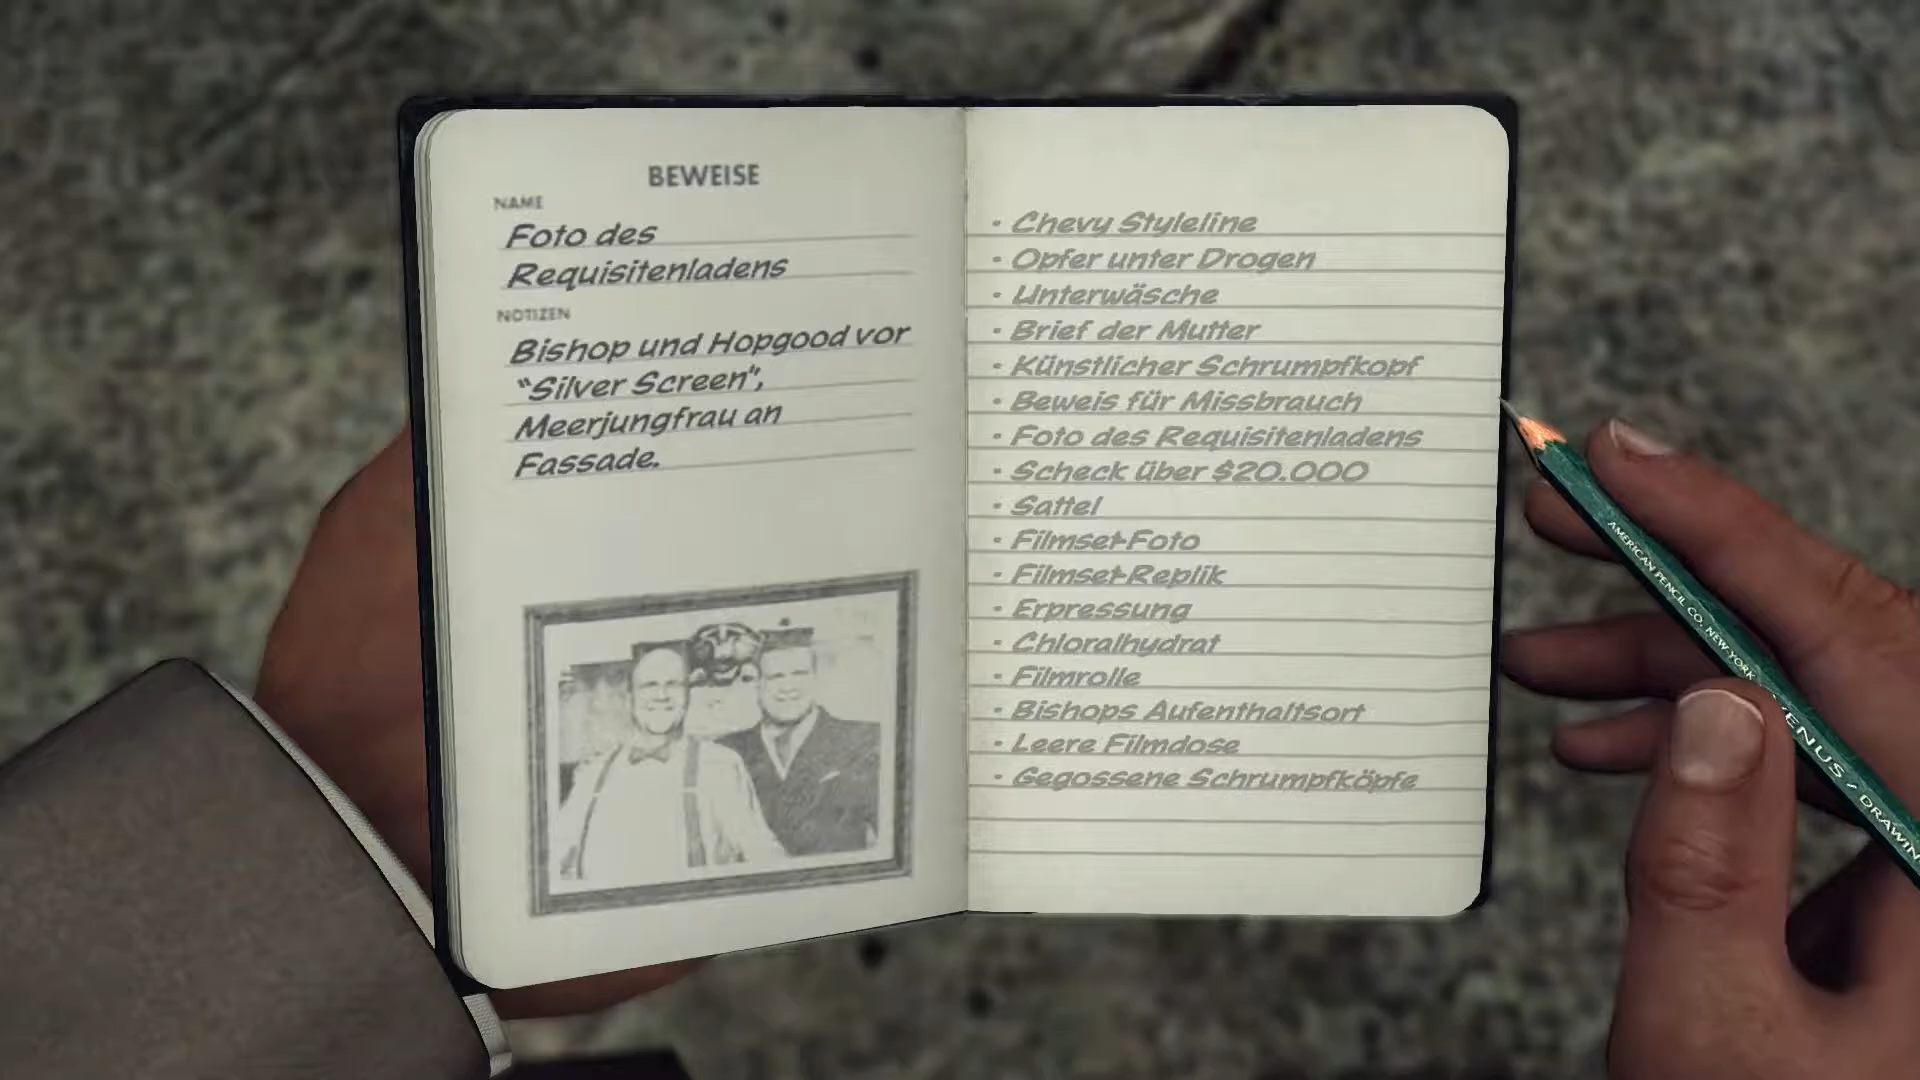 BEWEISE
NAME
Foto des
Requisitenladens
NOTIZEN
Bishop und Hopgood vor
"Silver Screen",
Meerjungfrau an
Fassade.
- Chevy Styleline
- Opfer unter Drogen
- Unterwäsche
- Brief der Mutter
- Künstlicher Schrumpfkopf
- Beweis für Missbrauch
- Foto des Requisitenladens
- Scheck über $20.000
- Sattel
- Filmset-Foto
- Filmset-Replik
- Erpressung
- Chloralhydrat
- Filmrolle
- Bishops Aufenthaltsort
- Leere Filmdose
- Gegossene Schrumpfköpfe
AMERICAN PENCIL CO. NEW-YORK
VENUS / DRAWIN